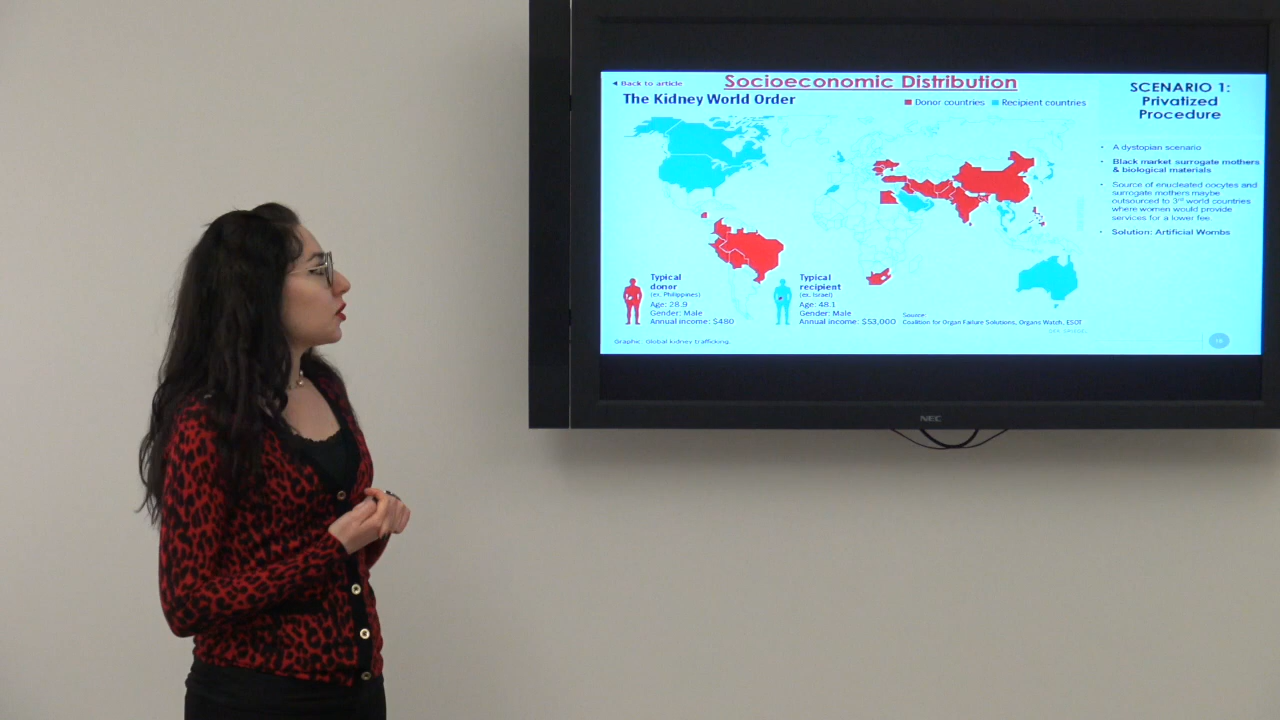 ◄ Back to article
Socioeconomic Distribution
The Kidney World Order
Donor countries
Recipient countries
Typical
donor
(ex. Philippines)
Age: 28.9
Gender: Male
Annual income: $480
Typical
recipient
(ex. Israel)
Age: 48.1
Gender: Male
Annual income: $53,000
Source:
Coalition for Organ Failure Solutions, Organs Watch, ESOT
DER SPIEGEL
Graphic: Global kidney trafficking.
SCENARIO 1:
Privatized
Procedure
• A dystopian scenario
• Black market surrogate mothers
& biological materials
• Source of enucleated oocytes and
surrogate mothers maybe
outsourced to 3rd world countries
where women would provide
services for a lower fee.
• Solution: Artificial Wombs
NEC